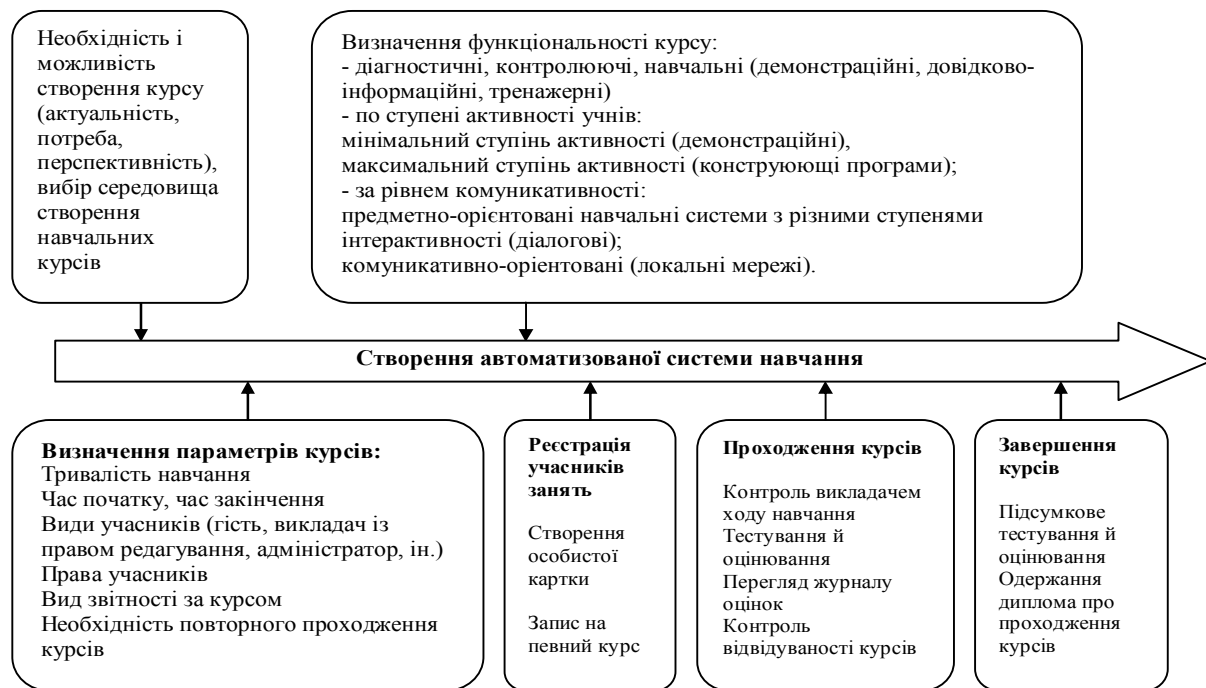 Необхідність і
можливість
створення курсу
(актуальність,
потреба,
перспективність),
вибір середовища
створення
навчальних
курсів
Визначення функціональності курсу:
- діагностичні, контролюючі, навчальні (демонстраційні, довідково-
інформаційні, тренажерні)
- по ступені активності учнів:
мінімальний ступінь активності (демонстраційні),
максимальний ступінь активності (конструюющі програми);
- за рівнем комуникативності:
предметно-орієнтовані навчальні системи з різними ступенями
інтерактивності (діалогові);
комуникативно-оріентовані (локальні мережі).
Створення автоматизованої системи навчання
Визначення параметрів курсів:
Тривалість навчання
Час початку, час закінчення
Види учасників (гість, викладач із
правом редагування, адміністратор, ін.)
Права учасників
Вид звітності за курсом
Необхідність повторного проходження
курсів
Реєстрація
учасників
занять
Створення
особистої
картки
Запис на
певний курс
Проходження курсів
Контроль викладачем
ходу навчання
Тестування й
оцінювання
Перегляд журналу
оцінок
Контроль
відвідуваності курсів
Завершення
курсів
Підсумкове
тестування й
оцінювання
Одержання
диплома про
проходження
курсів